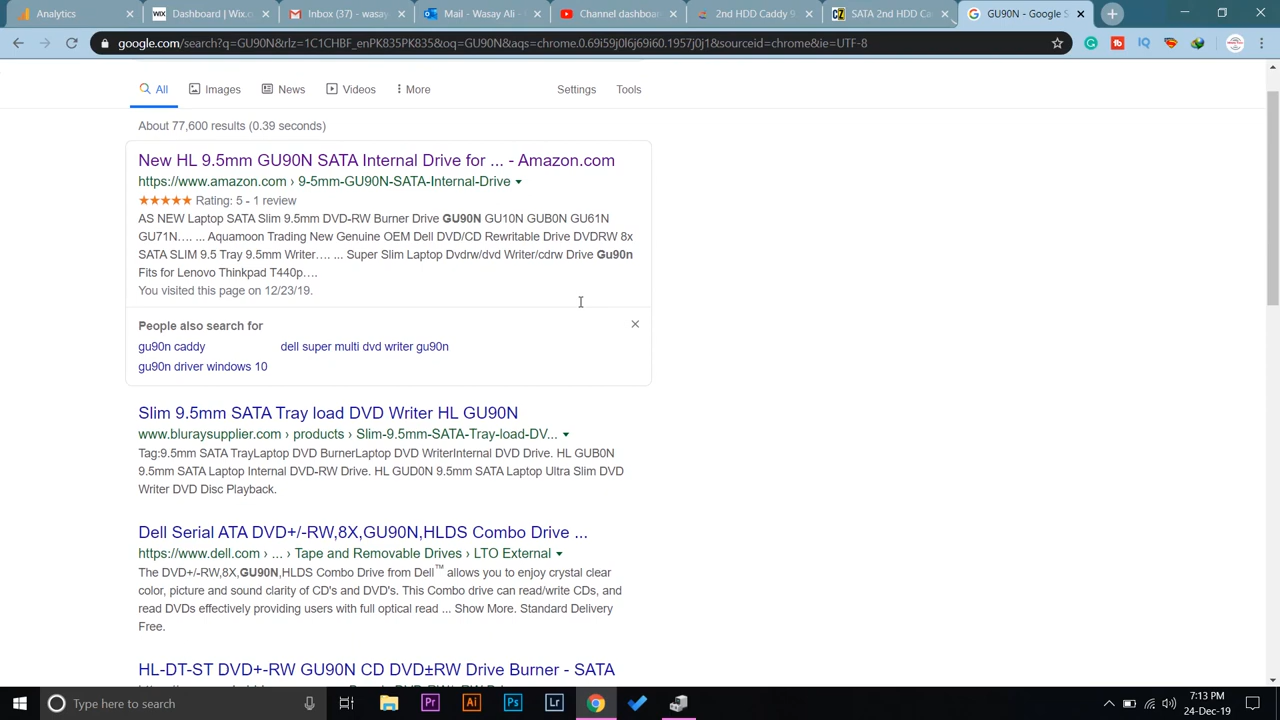 Analytics
WIX Dashboard | Wix.c
Inbox (37) - wasay
Mail - Wasay Ali -
Channel dashboar
2nd HDD Caddy 9
CZ SATA 2nd HDD Ca
GU90N - Google S
google.com/search?q=GU90N&rlz=1C1CHBF_enPK835PK835&oq=GU90N&aqs=chrome.0.69i59j0l6j69i60.1957j0j1&sourceid=chrome&ie=UTF-8
All Images News Videos More Settings Tools
About 77,600 results (0.39 seconds)
New HL 9.5mm GU90N SATA Internal Drive for ... - Amazon.com
https://www.amazon.com › 9-5mm-GU90N-SATA-Internal-Drive
★★★★★ Rating: 5 - 1 review
AS NEW Laptop SATA Slim 9.5mm DVD-RW Burner Drive GU90N GU10N GUB0N GU61N
GU71N.... ... Aquamoon Trading New Genuine OEM Dell DVD/CD Rewritable Drive DVDRW 8x
SATA SLIM 9.5 Tray 9.5mm Writer.... ... Super Slim Laptop Dvdrw/dvd Writer/cdrw Drive Gu90n
Fits for Lenovo Thinkpad T440p....
You visited this page on 12/23/19.
People also search for
gu90n caddy dell super multi dvd writer gu90n
gu90n driver windows 10
Slim 9.5mm SATA Tray load DVD Writer HL GU90N
www.bluraysupplier.com › products › Slim-9.5mm-SATA-Tray-load-DV...
Tag:9.5mm SATA TrayLaptop DVD BurnerLaptop DVD WriterInternal DVD Drive. HL GUB0N
9.5mm SATA Laptop Internal DVD-RW Drive. HL GUD0N 9.5mm SATA Laptop Ultra Slim DVD
Writer DVD Disc Playback.
Dell Serial ATA DVD+/-RW,8X,GU90N,HLDS Combo Drive ...
https://www.dell.com › ... › Tape and Removable Drives › LTO External
The DVD+/-RW,8X,GU90N,HLDS Combo Drive from Dell™ allows you to enjoy crystal clear
color, picture and sound clarity of CD's and DVD's. This Combo drive can read/write CDs, and
read DVDs effectively providing users with full optical read ... Show More. Standard Delivery
Free.
HL-DT-ST DVD+-RW GU90N CD DVD±RW Drive Burner - SATA
Type here to search
Pr Ai Ps Lr
7:13 PM
24-Dec-19